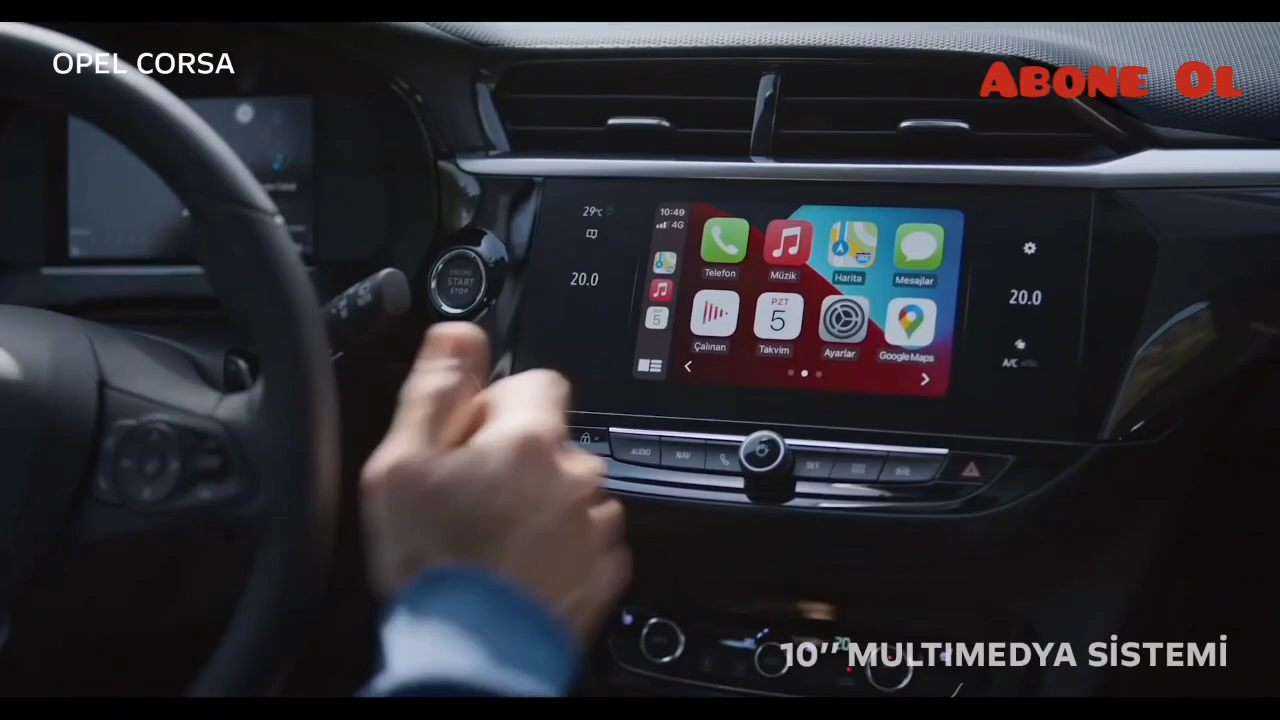 OPEL CORSA
ABONE OL
29°C
20.0
10:49
4G
Telefon
Müzik
Harita
Mesajlar
PZT
5
5
Çalınan
Takvim
Ayarlar
Google Maps
ENGINE
START
STOP
20.0
A/C
AUDIO
NAV
SET
10’’ MULTIMEDYA SİSTEMİ